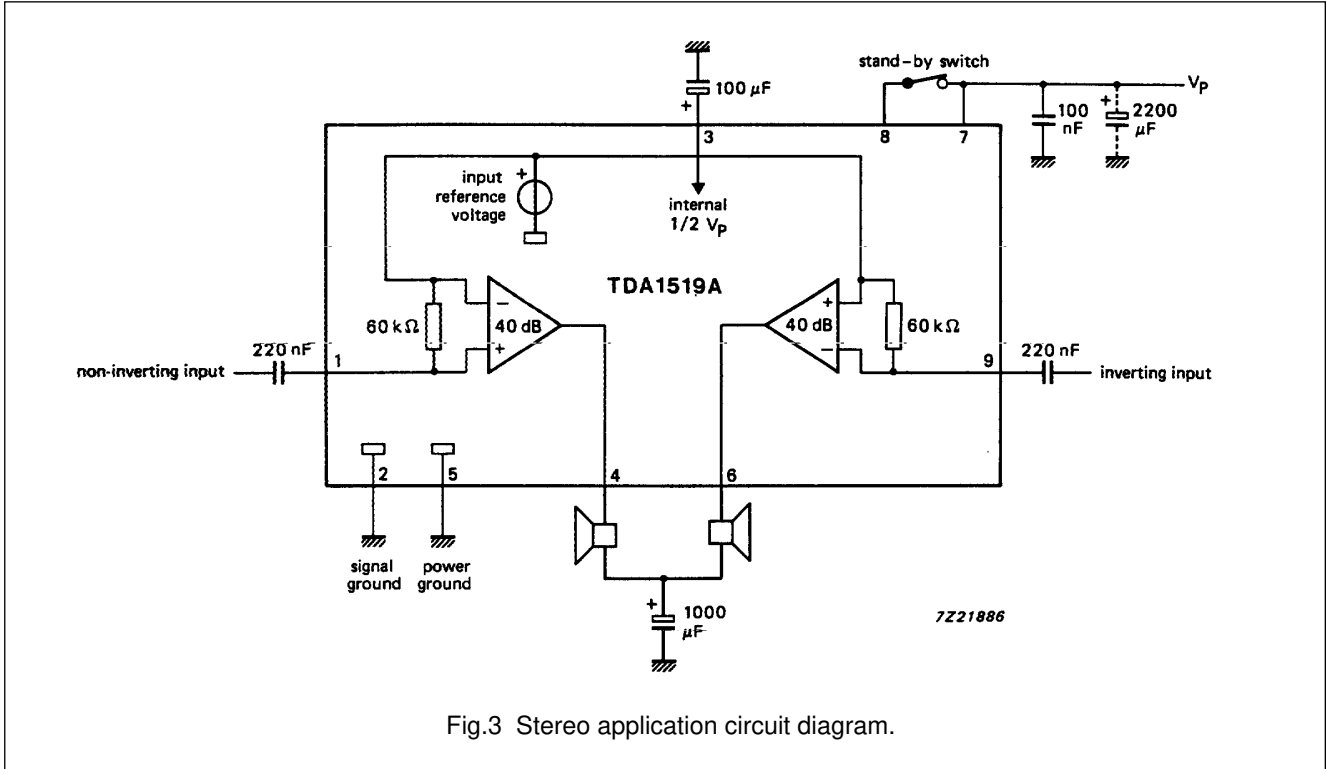 stand-by switch
100 μF
+
3
8
7
VP
100
nF
+
2200
μF
input
reference
voltage
+
internal
1/2 VP
TDA1519A
60 kΩ
−
40 dB
+
+
40 dB
−
60 kΩ
220 nF
non-inverting input
1
9
220 nF
inverting input
2
5
4
6
signal
ground
power
ground
+
1000
μF
7Z21886
Fig.3 Stereo application circuit diagram.